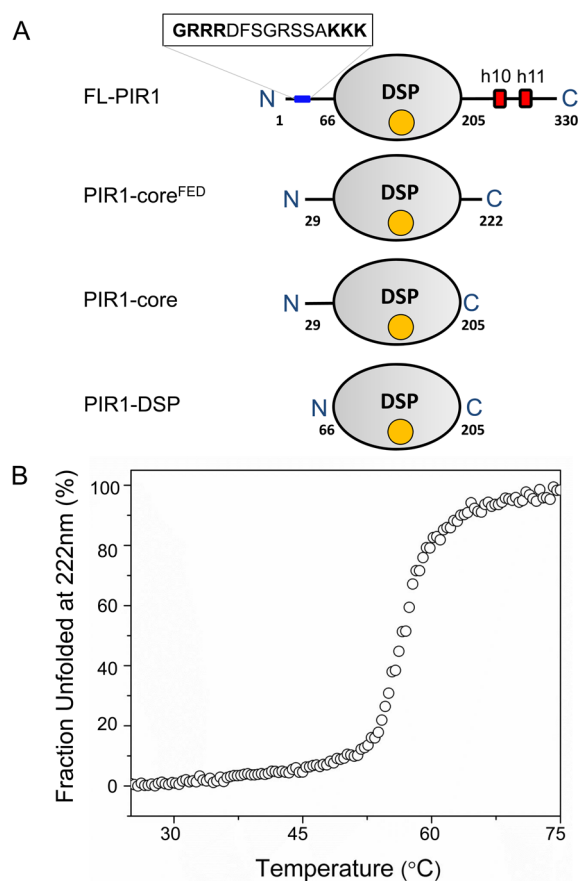 A
GRRRDFSGRSSAKKK
h10 h11
FL-PIR1 N DSP C
1 66 205 330
PIR1-coreFED N DSP C
29 222
PIR1-core N DSP C
29 205
PIR1-DSP N DSP C
66 205
B
Fraction Unfolded at 222nm (%)
100
80
60
40
20
0
30 45 60 75
Temperature (°C)